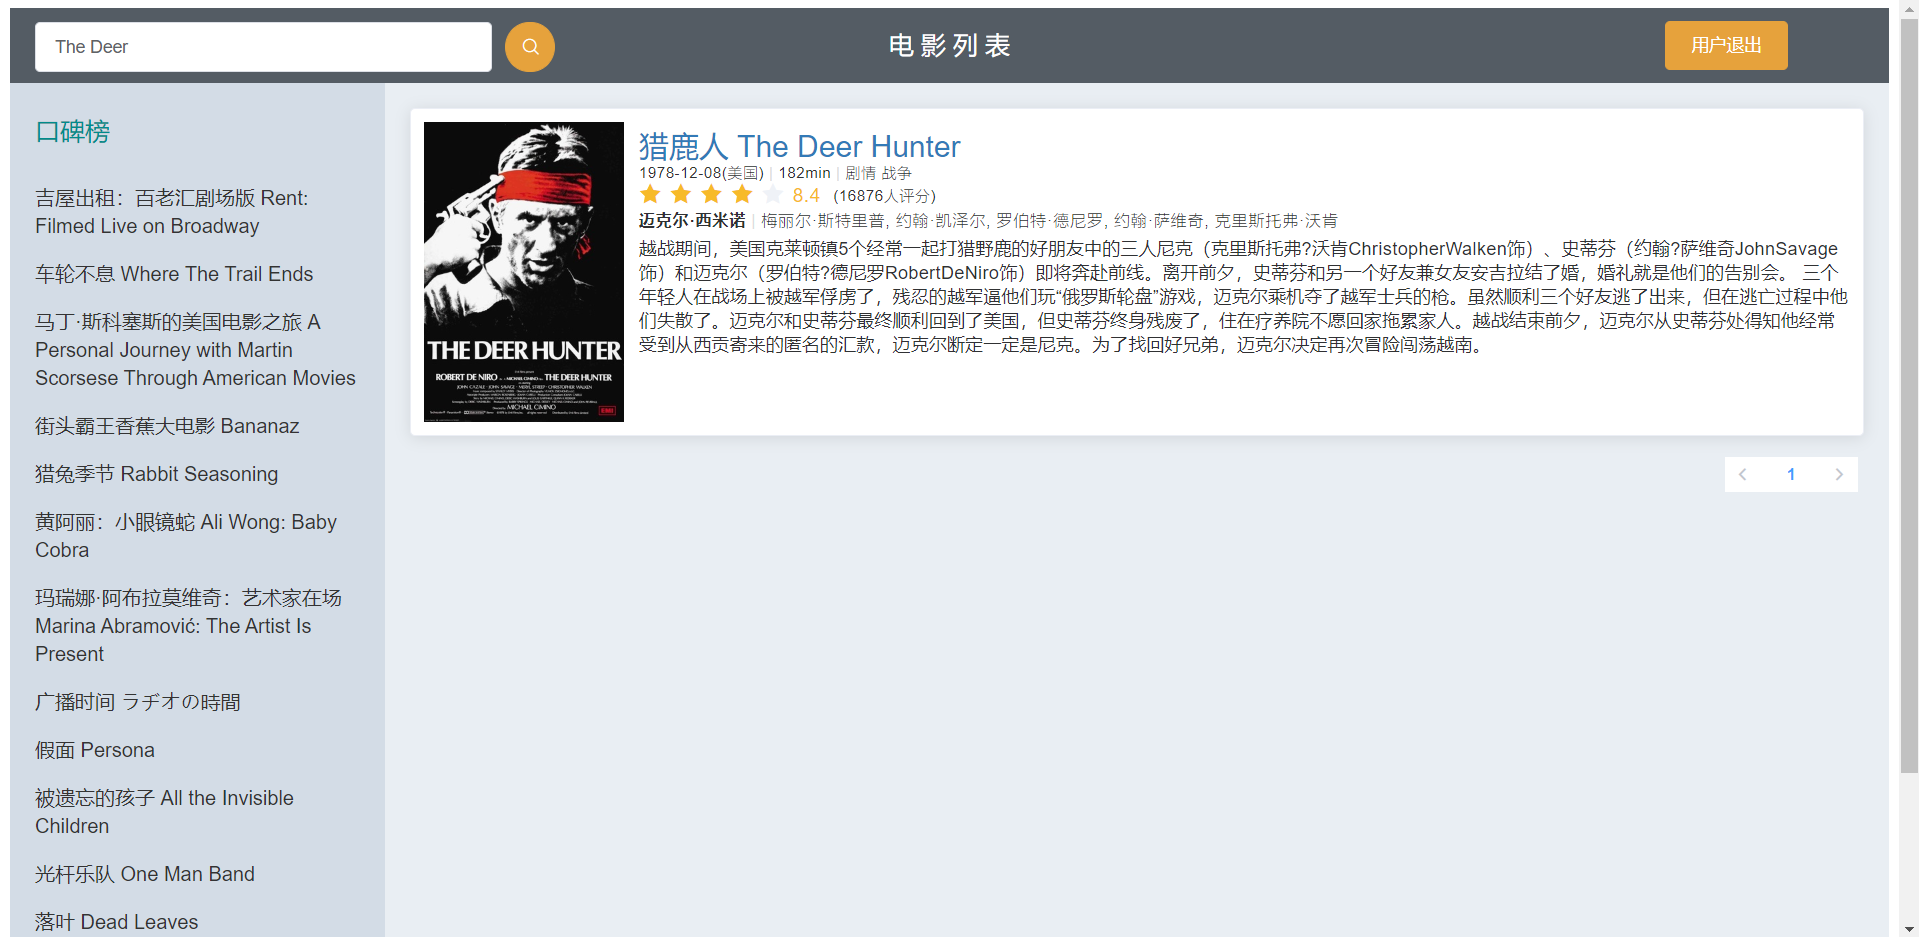 The Deer
电影列表
用户退出
口碑榜
吉屋出租：百老汇剧场版 Rent:
Filmed Live on Broadway
车轮不息 Where The Trail Ends
马丁·斯科塞斯的美国电影之旅 A
Personal Journey with Martin
Scorsese Through American Movies
街头霸王香蕉大电影 Bananaz
猎兔季节 Rabbit Seasoning
黄阿丽：小眼镜蛇 Ali Wong: Baby
Cobra
玛瑞娜·阿布拉莫维奇：艺术家在场
Marina Abramović: The Artist Is
Present
广播时间 ラヂオの時間
假面 Persona
被遗忘的孩子 All the Invisible
Children
光杆乐队 One Man Band
落叶 Dead Leaves
THE DEER HUNTER
ROBERT DE NIRO
THE DEER HUNTER
MICHAEL CIMINO
猎鹿人 The Deer Hunter
1978-12-08(美国) | 182min | 剧情 战争
8.4 (16876人评分)
迈克尔·西米诺 | 梅丽尔·斯特里普, 约翰·凯泽尔, 罗伯特·德尼罗, 约翰·萨维奇, 克里斯托弗·沃肯
越战期间，美国克莱顿镇5个经常一起打猎野鹿的好朋友中的三人尼克（克里斯托弗?沃肯ChristopherWalken饰）、史蒂芬（约翰?萨维奇JohnSavage
饰）和迈克尔（罗伯特?德尼罗RobertDeNiro饰）即将奔赴前线。离开前夕，史蒂芬和另一个好友兼女友安吉拉结了婚，婚礼就是他们的告别会。 三个
年轻人在战场上被越军俘虏了，残忍的越军逼他们玩“俄罗斯轮盘”游戏，迈克尔乘机夺了越军士兵的枪。虽然顺利三个好友逃了出来，但在逃亡过程中他
们失散了。迈克尔和史蒂芬最终顺利回到了美国，但史蒂芬终身残废了，住在疗养院不愿回家拖累家人。越战结束前夕，迈克尔从史蒂芬处得知他经常
受到从西贡寄来的匿名的汇款，迈克尔断定一定是尼克。为了找回好兄弟，迈克尔决定再次冒险闯荡越南。
1